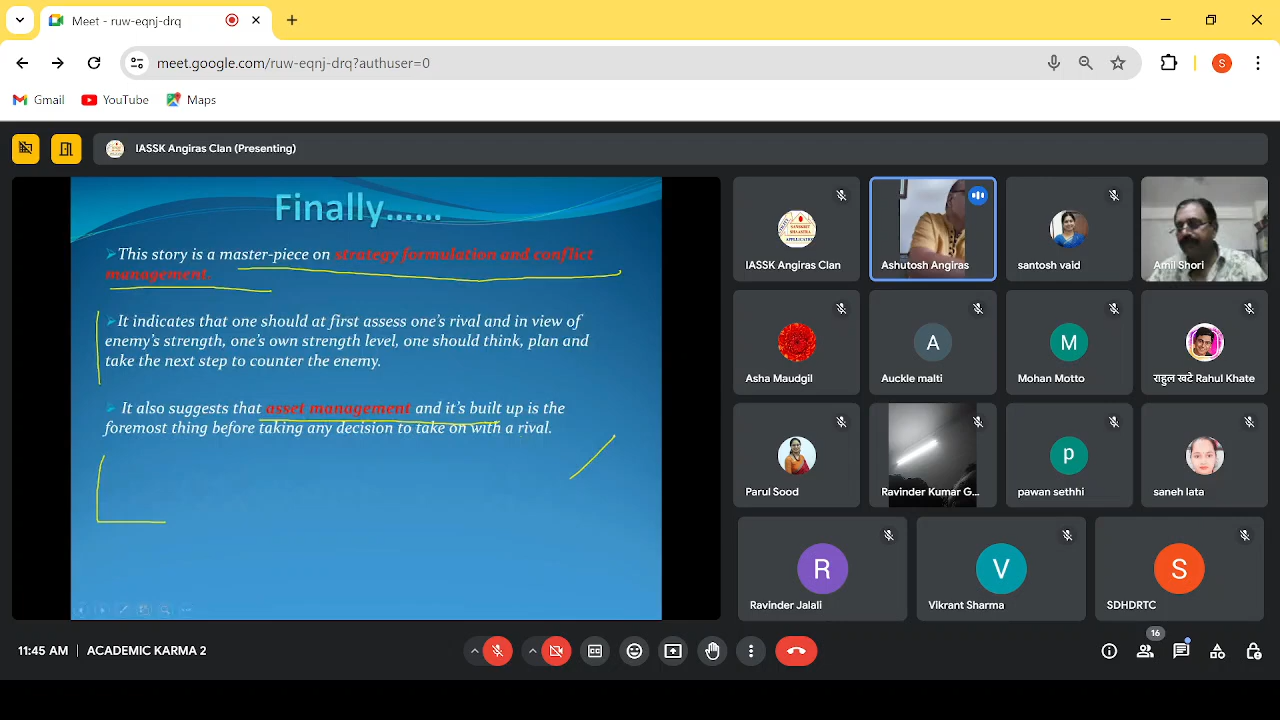 Meet - ruw-eqnj-drq
meet.google.com/ruw-eqnj-drq?authuser=0
S
Gmail
YouTube
Maps
IASSK Angiras Clan (Presenting)
Finally......
This story is a master-piece on strategy formulation and conflict
management.
It indicates that one should at first assess one's rival and in view of
enemy's strength, one's own strength level, one should think, plan and
take the next step to counter the enemy.
It also suggests that asset management and it's built up is the
foremost thing before taking any decision to take on with a rival.
IASSK Angiras Clan
Ashutosh Angiras
santosh vaid
Amil Shori
Asha Maudgil
A
Auckle malti
M
Mohan Motto
राहुल खटे Rahul Khate
Parul Sood
Ravinder Kumar G...
p
pawan sethhi
saneh lata
R
Ravinder Jalali
V
Vikrant Sharma
S
SDHDRTC
11:45 AM
ACADEMIC KARMA 2
16